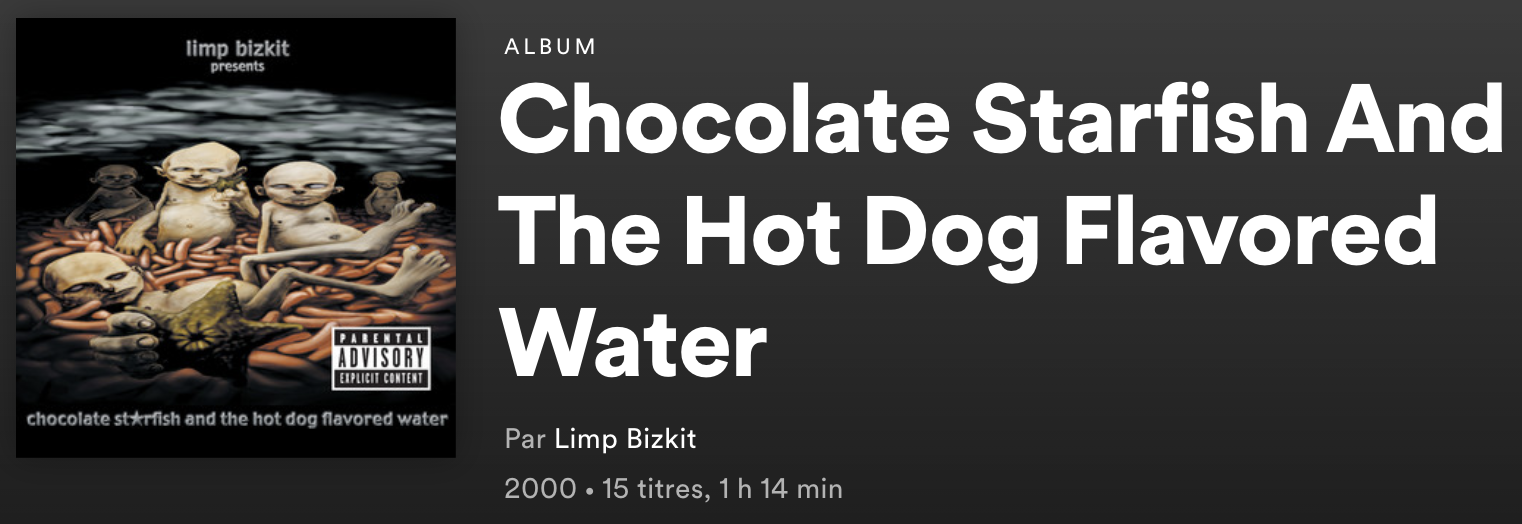 limp bizkit
presents
PARENTAL
ADVISORY
EXPLICIT CONTENT
chocolate st★rfish and the hot dog flavored water
ALBUM
Chocolate Starfish And
The Hot Dog Flavored
Water
Par Limp Bizkit
2000 • 15 titres, 1 h 14 min